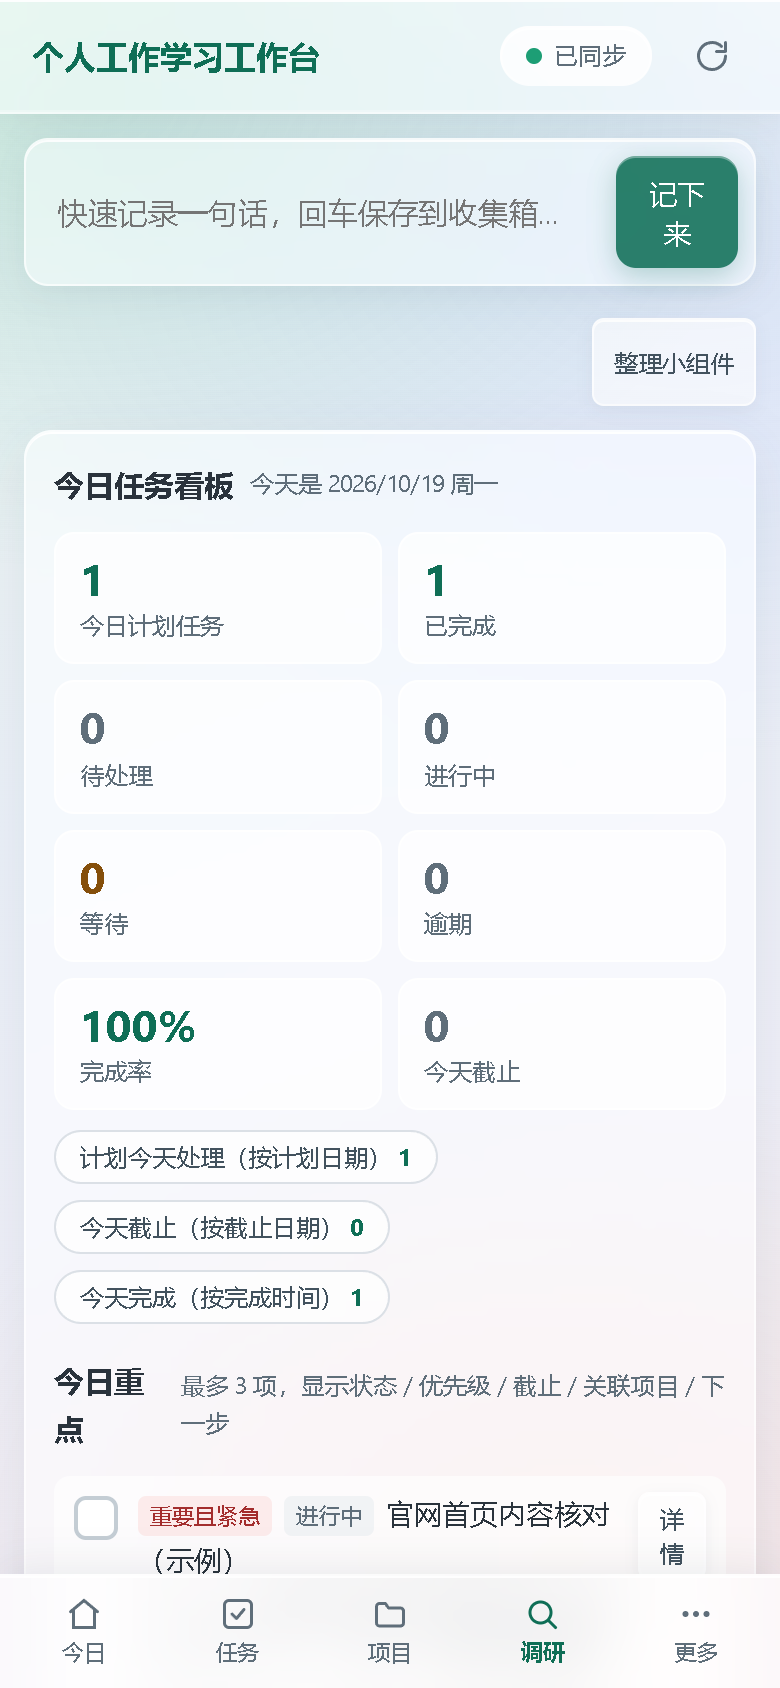 个人工作学习工作台
已同步
快速记录一句话，回车保存到收集箱...
记下
来
整理小组件
今日任务看板 今天是 2026/10/19 周一
1
今日计划任务
1
已完成
0
待处理
0
进行中
0
等待
0
逾期
100%
完成率
0
今天截止
计划今天处理（按计划日期） 1
今天截止（按截止日期） 0
今天完成（按完成时间） 1
今日重
点
最多 3 项，显示状态 / 优先级 / 截止 / 关联项目 / 下
一步
重要且紧急 进行中 官网首页内容核对
（示例）
详
情
今日
任务
项目
调研
更多